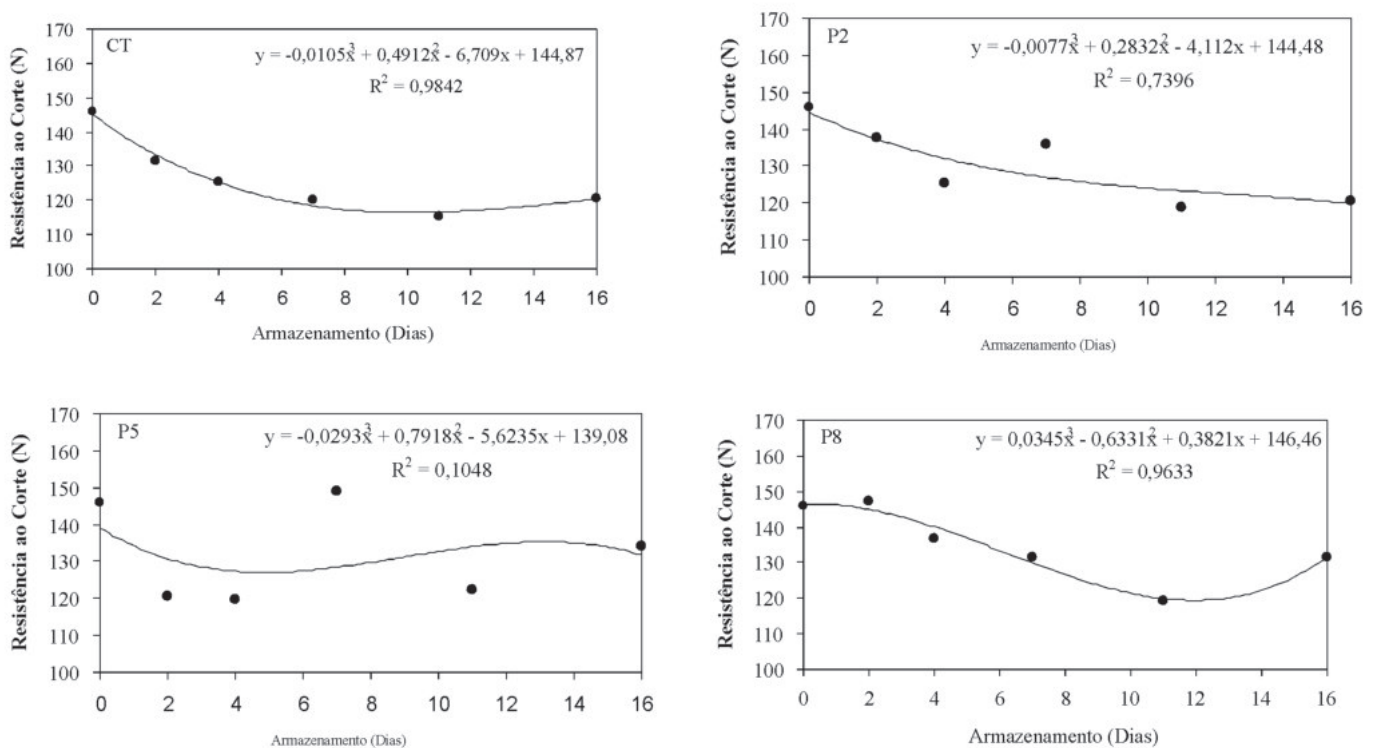 CT
y = -0,0105x³ + 0,4912x² - 6,709x + 144,87
R² = 0,9842
Resistência ao Corte (N)
170
160
150
140
130
120
110
100
0 2 4 6 8 10 12 14 16
Armazenamento (Dias)
P2
y = -0,0077x³ + 0,2832x² - 4,112x + 144,48
R² = 0,7396
Resistência ao Corte (N)
170
160
150
140
130
120
110
100
0 2 4 6 8 10 12 14 16
Armazenamento (Dias)
P5
y = -0,0293x³ + 0,7918x² - 5,6235x + 139,08
R² = 0,1048
Resistência ao Corte (N)
170
160
150
140
130
120
110
100
0 2 4 6 8 10 12 14 16
Armazenamento (Dias)
P8
y = 0,0345x³ - 0,6331x² + 0,3821x + 146,46
R² = 0,9633
Resistência ao Corte (N)
170
160
150
140
130
120
110
100
0 2 4 6 8 10 12 14 16
Armazenamento (Dias)